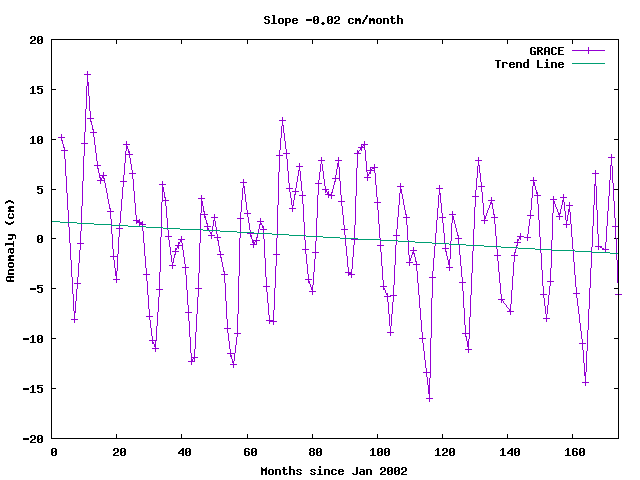 Slope -0.02 cm/month
GRACE
Trend Line
20
15
10
5
0
-5
-10
-15
-20
Anomaly (cm)
0 20 40 60 80 100 120 140 160
Months since Jan 2002